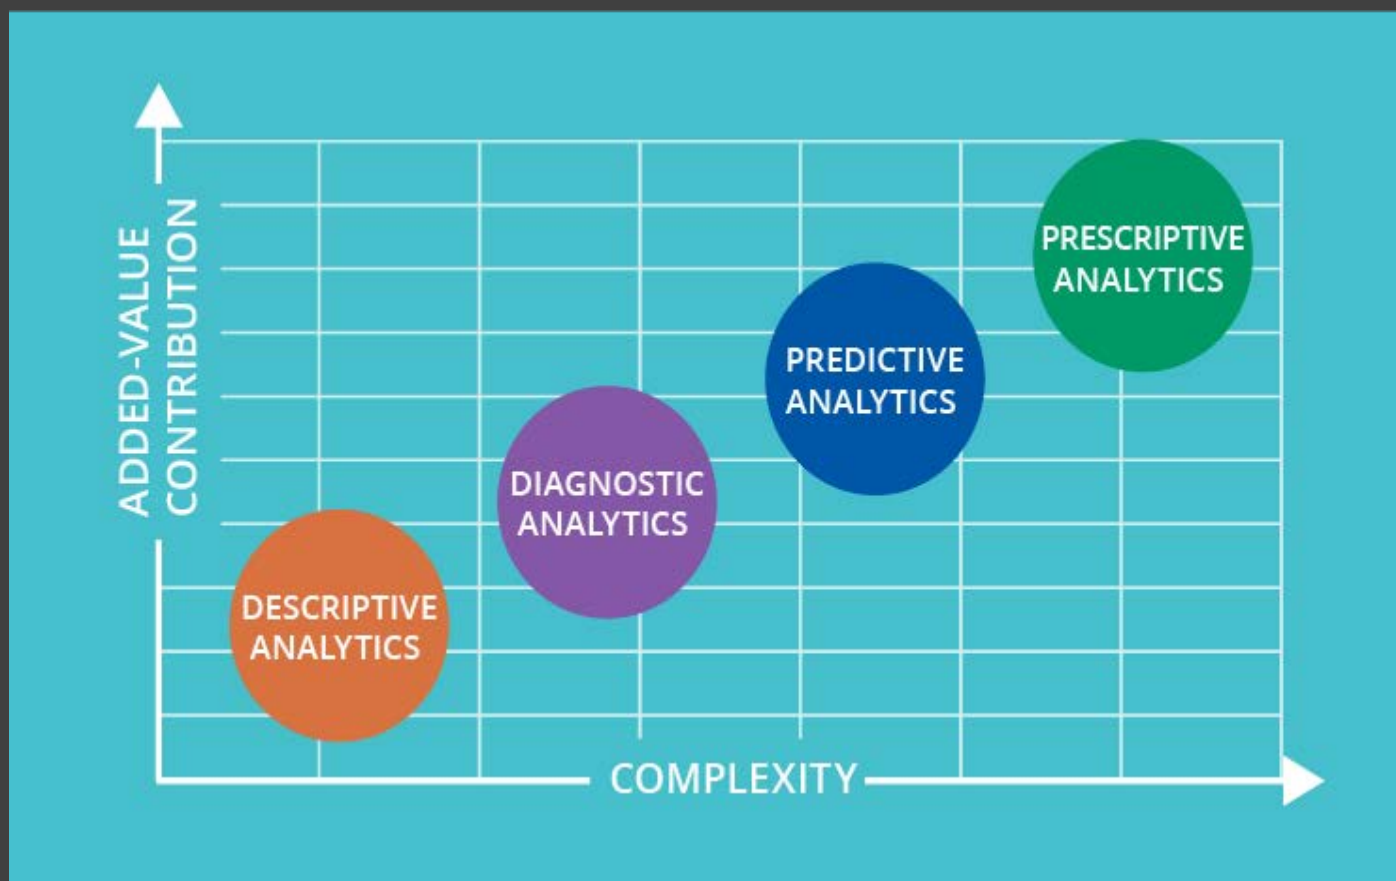 ADDED-VALUE
CONTRIBUTION
PRESCRIPTIVE
ANALYTICS
PREDICTIVE
ANALYTICS
DIAGNOSTIC
ANALYTICS
DESCRIPTIVE
ANALYTICS
COMPLEXITY